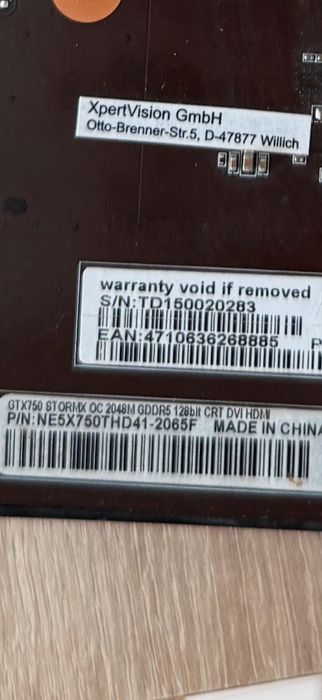 XpertVision GmbH
Otto-Brenner-Str.5, D-47877 Willich
warranty void if removed
S/N:TD150020283
EAN:4710636268885 P
GTX750 STORMX OC 2048M GDDR5 128bit CRT DVI HDMI
P/N:NE5X750THD41-2065F MADE IN CHINA